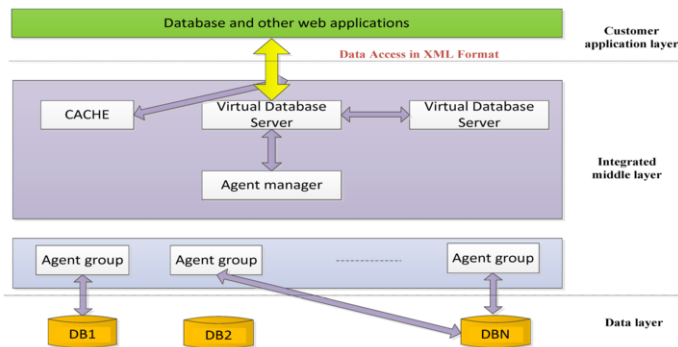 Database and other web applications
Customer
application layer
Data Access in XML Format
CACHE
Virtual Database
Server
Virtual Database
Server
Integrated
middle layer
Agent manager
Agent group
Agent group
Agent group
DB1
DB2
DBN
Data layer